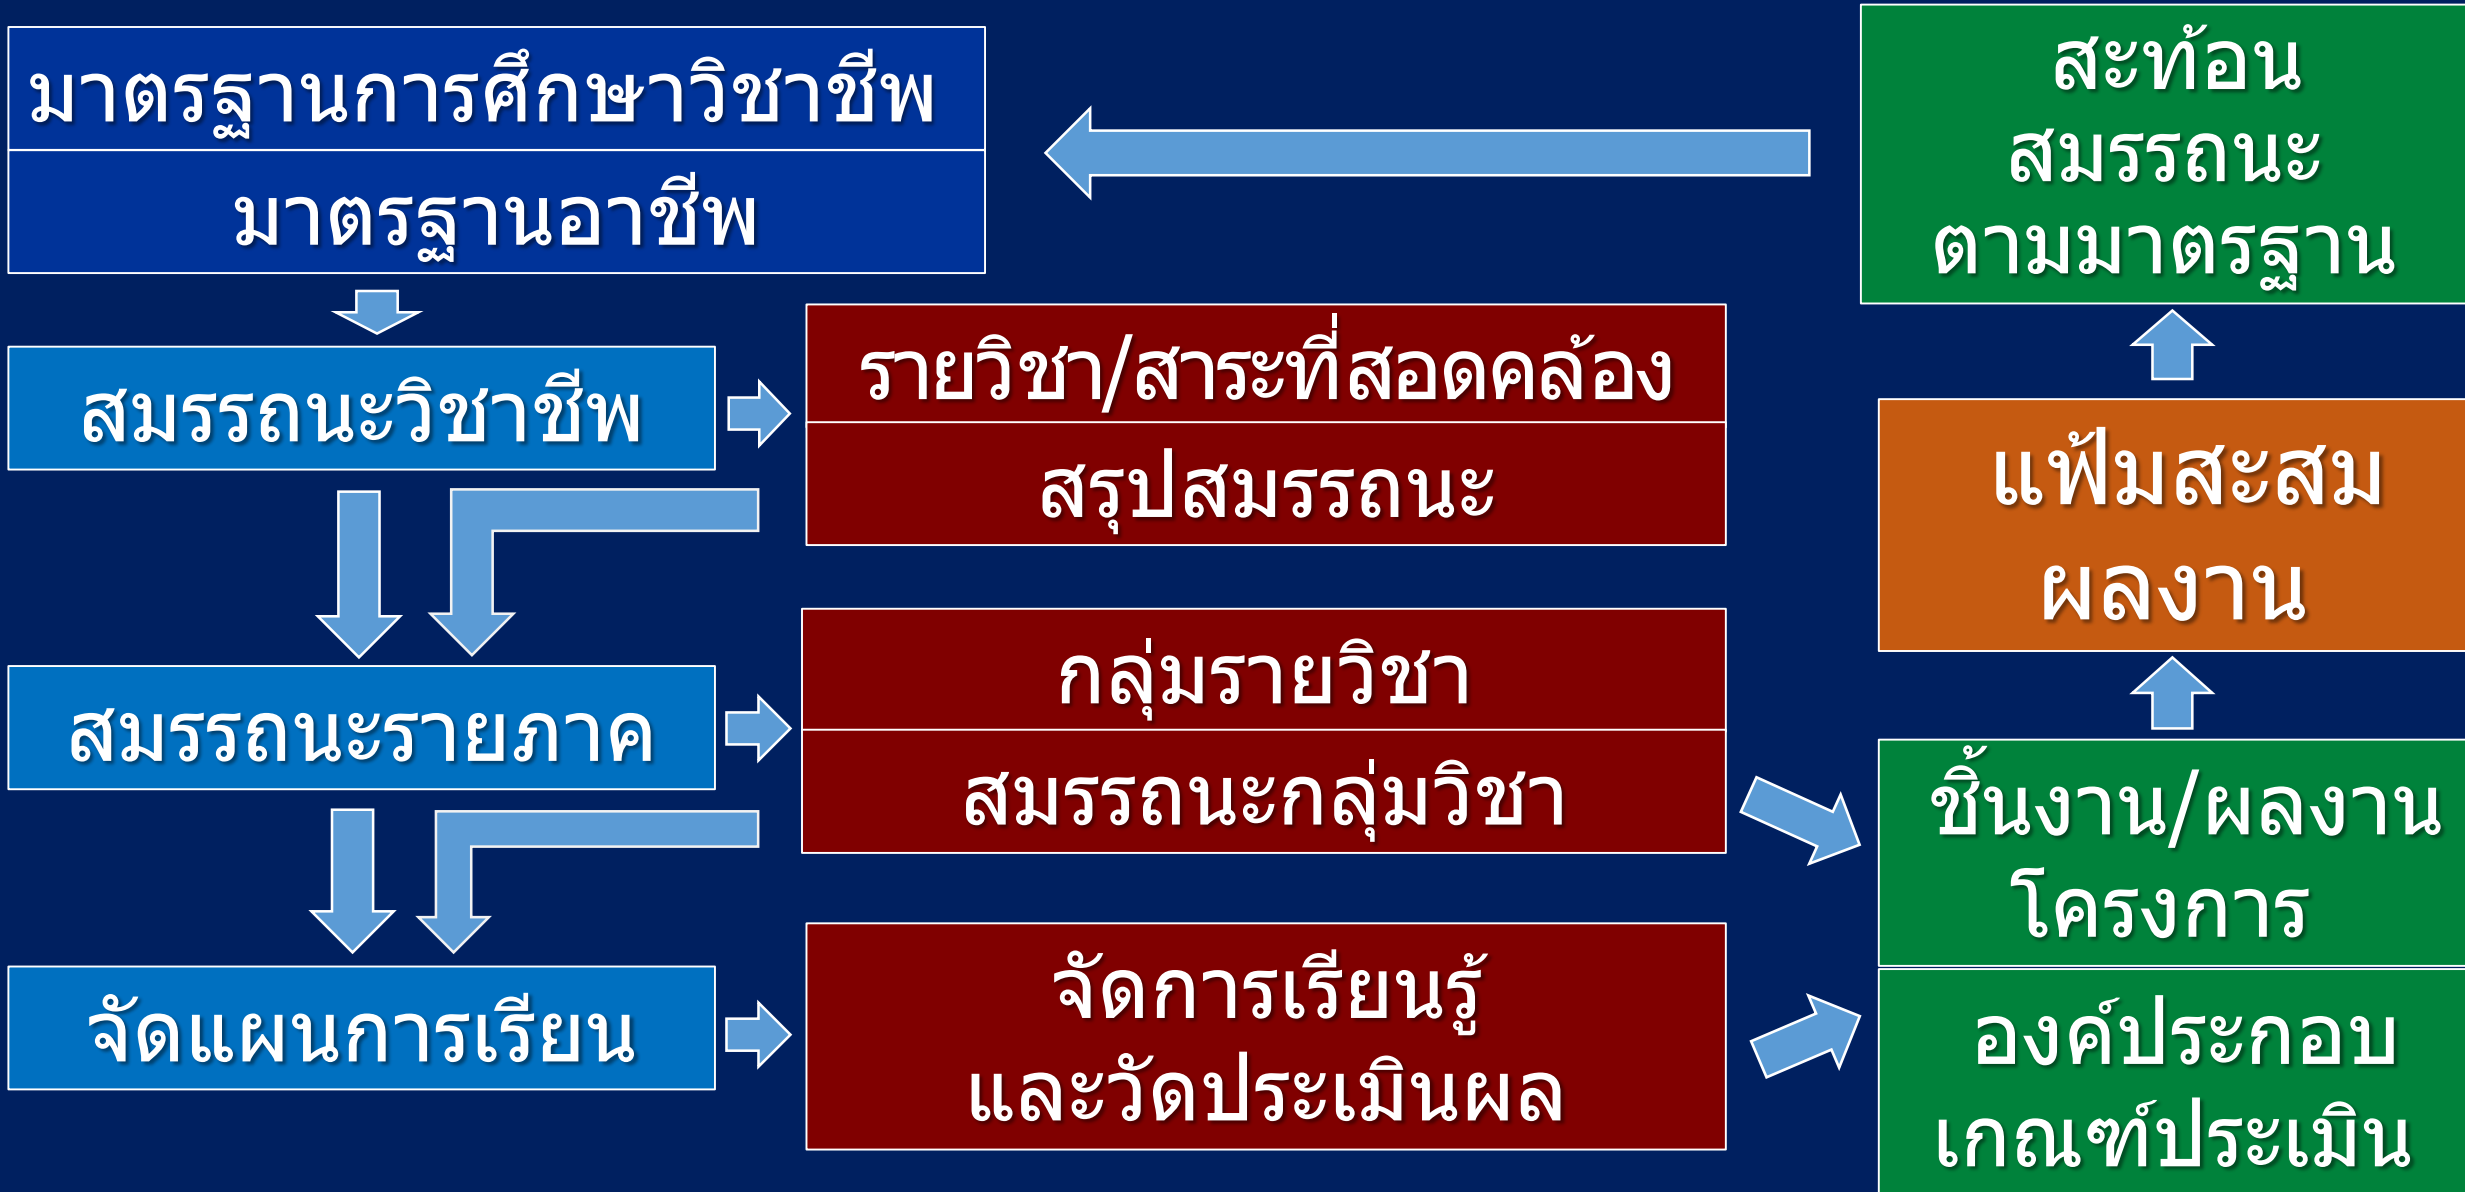 มาตรฐานการศึกษาวิชาชีพ
มาตรฐานอาชีพ
สมรรถนะวิชาชีพ
รายวิชา/สาระที่สอดคล้อง
สรุปสมรรถนะ
สมรรถนะรายภาค
กลุ่มรายวิชา
สมรรถนะกลุ่มวิชา
จัดแผนการเรียน
จัดการเรียนรู้
และวัดประเมินผล
สะท้อน
สมรรถนะ
ตามมาตรฐาน
แฟ้มสะสม
ผลงาน
ชิ้นงาน/ผลงาน
โครงการ
องค์ประกอบ
เกณฑ์ประเมิน